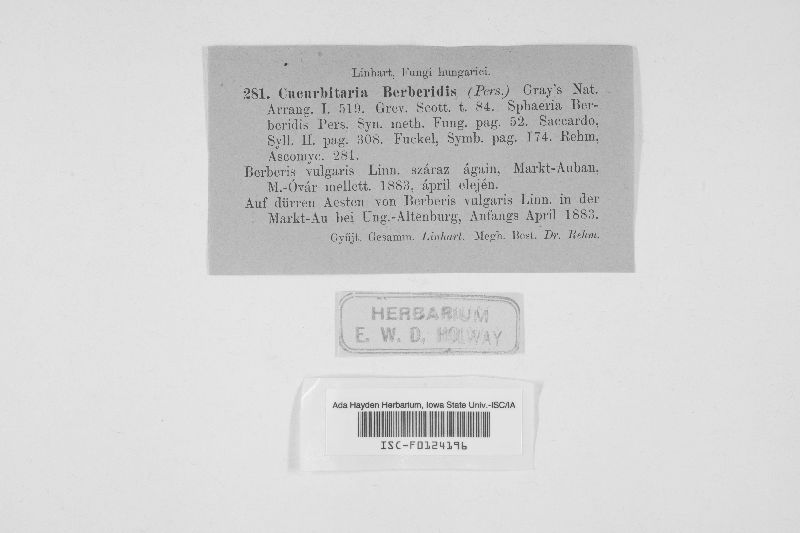 Linhart, Fungi hungarici.
281. Cucurbitaria Berberidis (Pers.) Gray's Nat.
Arrang. I. 519. Grev. Scott. t. 84. Sphaeria Ber-
beridis Pers. Syn. meth. Fung. pag. 52. Saccardo,
Syll. II. pag. 308. Fuckel, Symb. pag. 174. Rehm,
Ascomyc. 281.
Berberis vulgaris Linn. száraz ágain, Markt-Auban,
M.-Óvár mellett. 1883, ápril elején.
Auf dürren Aesten von Berberis vulgaris Linn. in der
Markt-Au bei Ung.-Altenburg, Anfangs April 1883.
Gyűjt. Gesamm. Linhart. Megh. Best. Dr. Rehm.
HERBARIUM
E. W. D. HOLWAY
Ada Hayden Herbarium, Iowa State Univ.-ISC/IA
ISC-F0124196